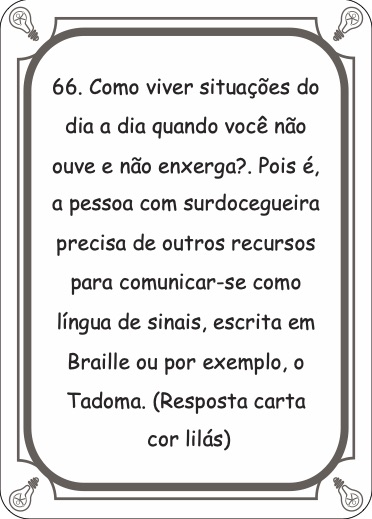 66. Como viver situações do
dia a dia quando você não
ouve e não enxerga?. Pois é,
a pessoa com surdocegueira
precisa de outros recursos
para comunicar-se como
língua de sinais, escrita em
Braille ou por exemplo, o
Tadoma. (Resposta carta
cor lilás)